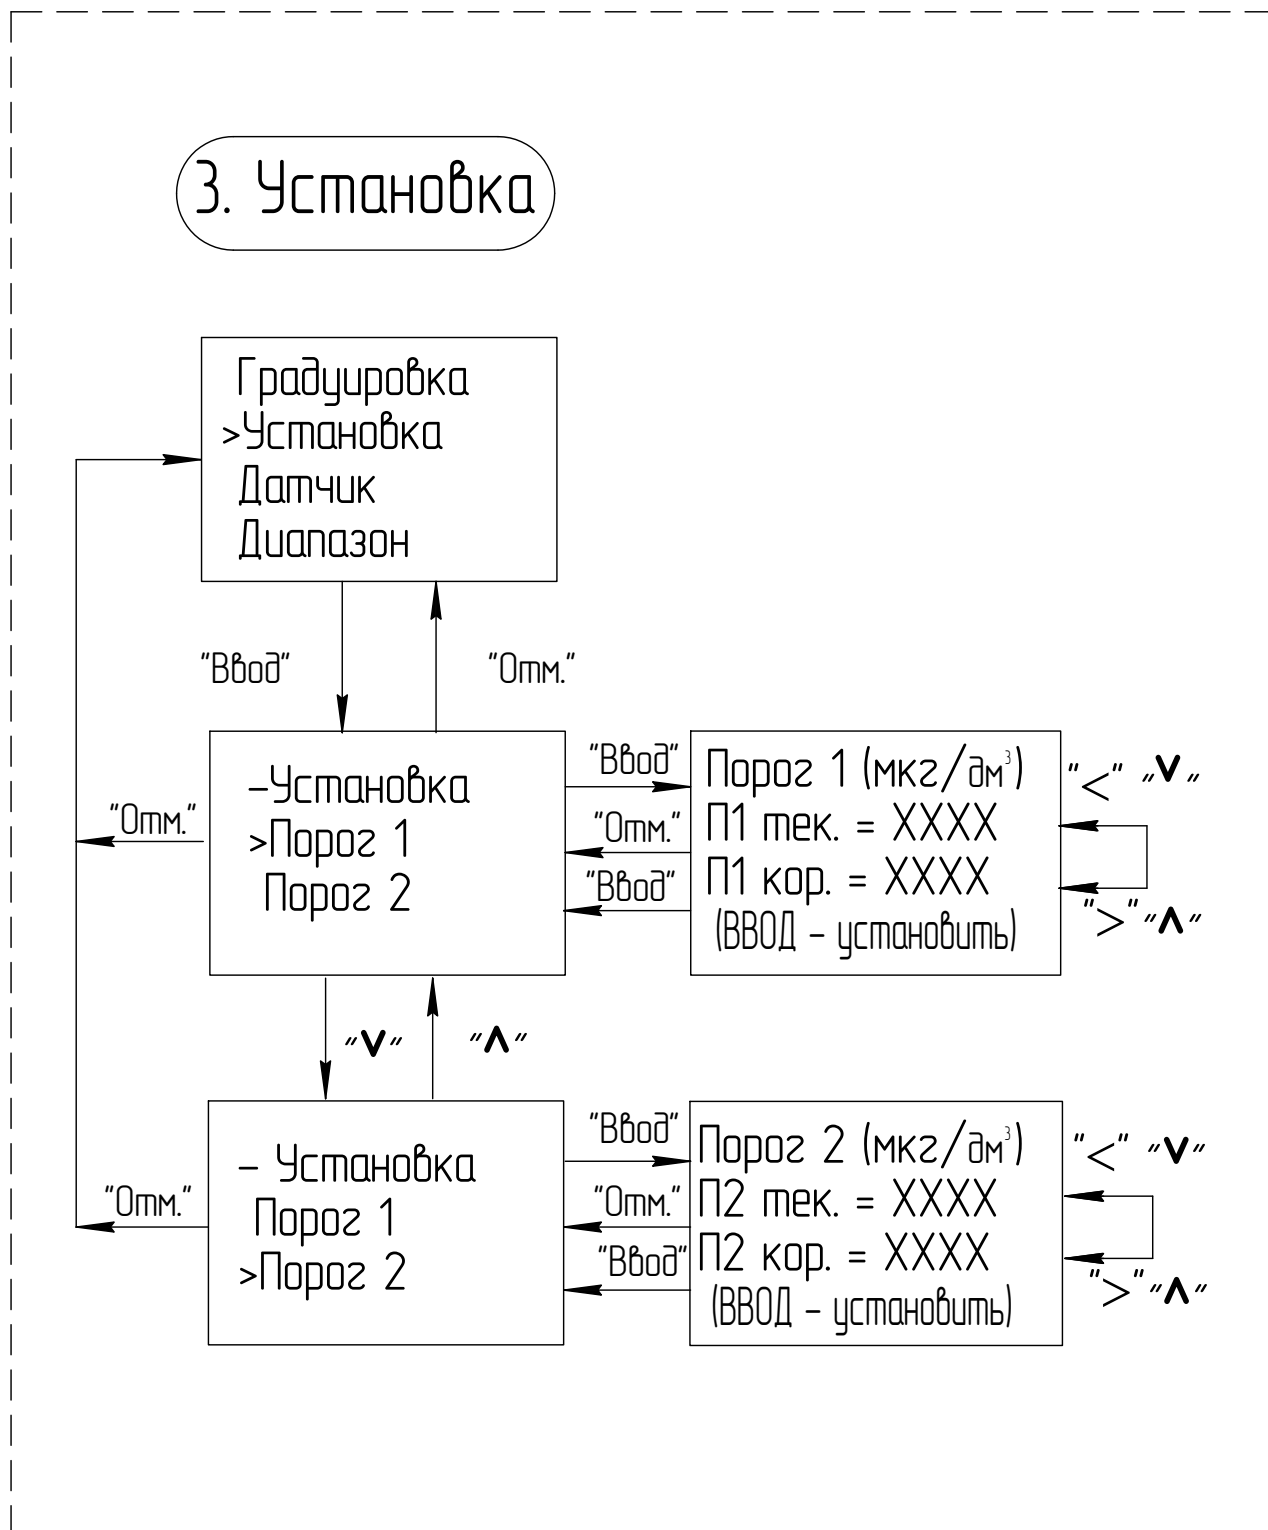 3. Установка
Градуировка
>Установка
Датчик
Диапазон
"Ввод"
"Отм."
-Установка
>Порог 1
Порог 2
"Отм."
"Ввод"
"Отм."
"Ввод"
Порог 1 (мкг/дм³)
П1 тек. = XXXX
П1 кор. = XXXX
(ВВОД - установить)
"<" "V"
">" "Λ"
"V"
"Λ"
- Установка
Порог 1
>Порог 2
"Отм."
"Ввод"
"Отм."
"Ввод"
Порог 2 (мкг/дм³)
П2 тек. = XXXX
П2 кор. = XXXX
(ВВОД - установить)
"<" "V"
">" "Λ"